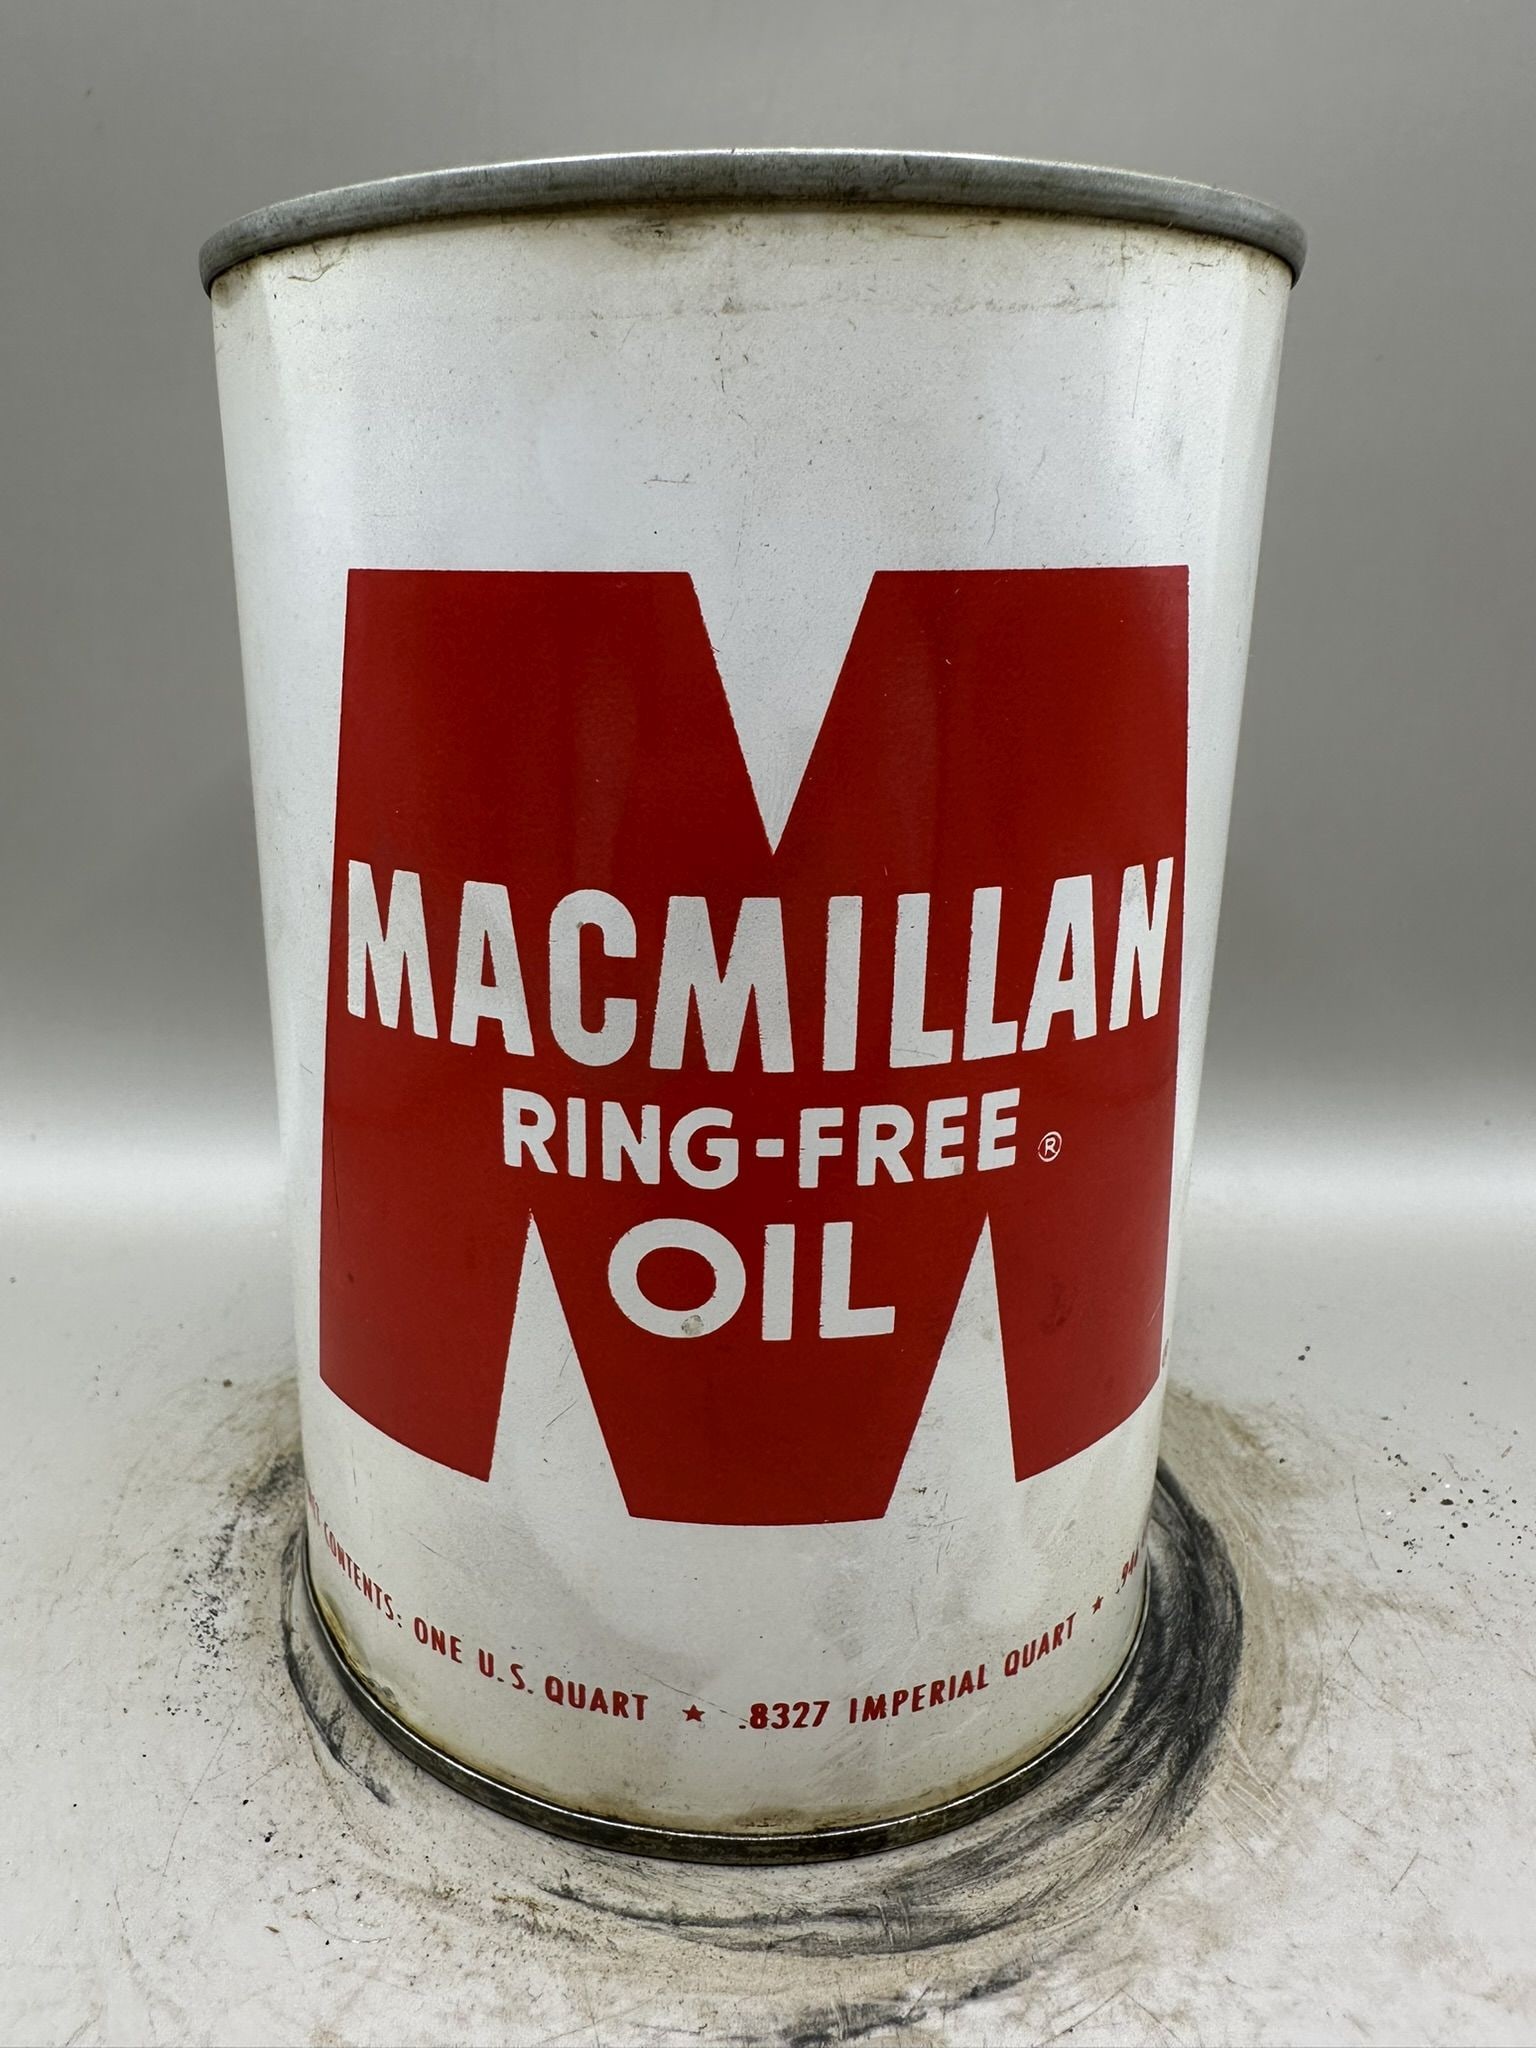 MACMILLAN
RING-FREE®
OIL
CONTENTS: ONE U.S. QUART ★ .8327 IMPERIAL QUART ★